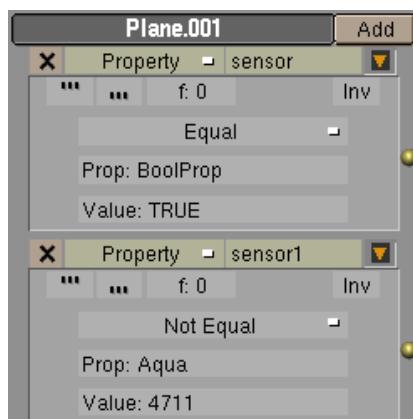 Plane.001 Add
Property sensor
f: 0 Inv
Equal
Prop: BoolProp
Value: TRUE
Property sensor1
f: 0 Inv
Not Equal
Prop: Aqua
Value: 4711